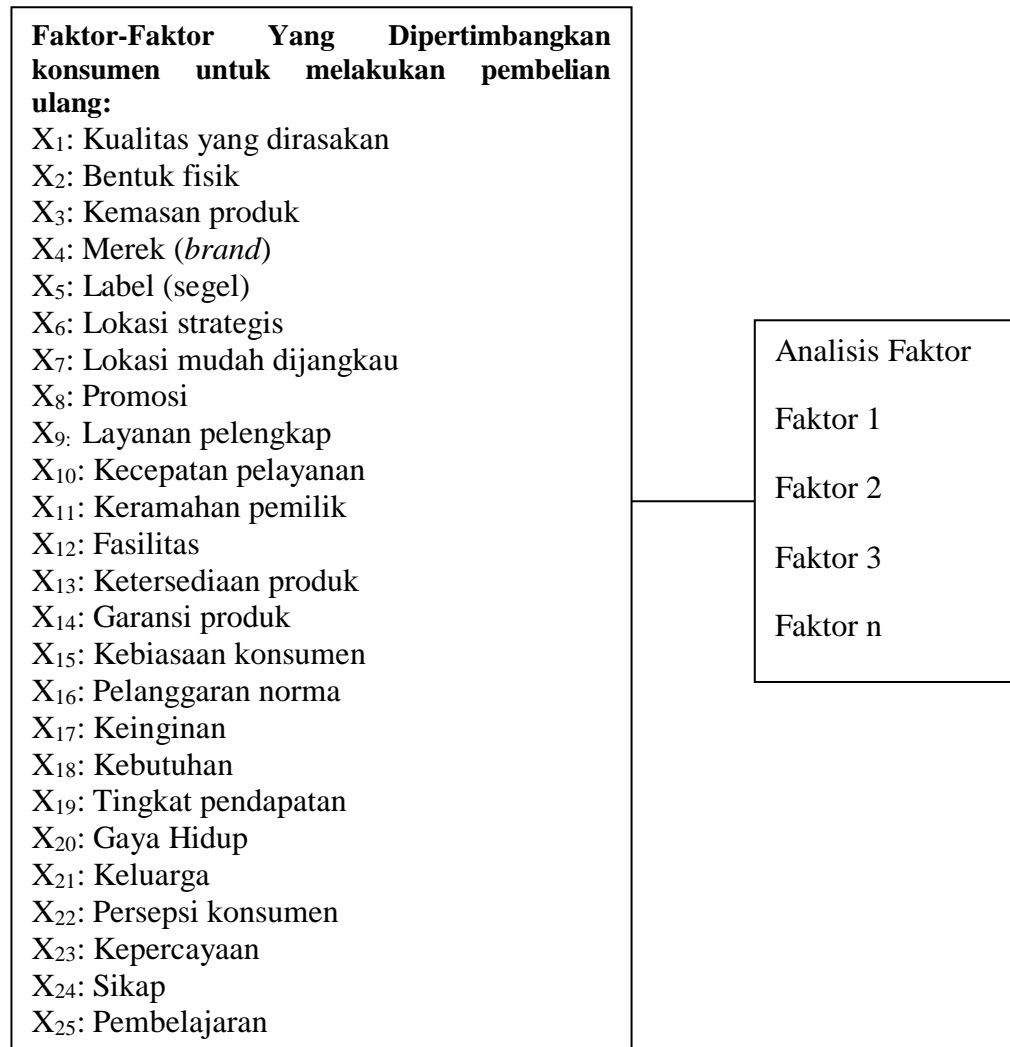 Faktor-Faktor Yang Dipertimbangkan
konsumen untuk melakukan pembelian
ulang:
X₁: Kualitas yang dirasakan
X₂: Bentuk fisik
X₃: Kemasan produk
X₄: Merek (brand)
X₅: Label (segel)
X₆: Lokasi strategis
X₇: Lokasi mudah dijangkau
X₈: Promosi
X₉: Layanan pelengkap
X₁₀: Kecepatan pelayanan
X₁₁: Keramahan pemilik
X₁₂: Fasilitas
X₁₃: Ketersediaan produk
X₁₄: Garansi produk
X₁₅: Kebiasaan konsumen
X₁₆: Pelanggaran norma
X₁₇: Keinginan
X₁₈: Kebutuhan
X₁₉: Tingkat pendapatan
X₂₀: Gaya Hidup
X₂₁: Keluarga
X₂₂: Persepsi konsumen
X₂₃: Kepercayaan
X₂₄: Sikap
X₂₅: Pembelajaran
Analisis Faktor
Faktor 1
Faktor 2
Faktor 3
Faktor n